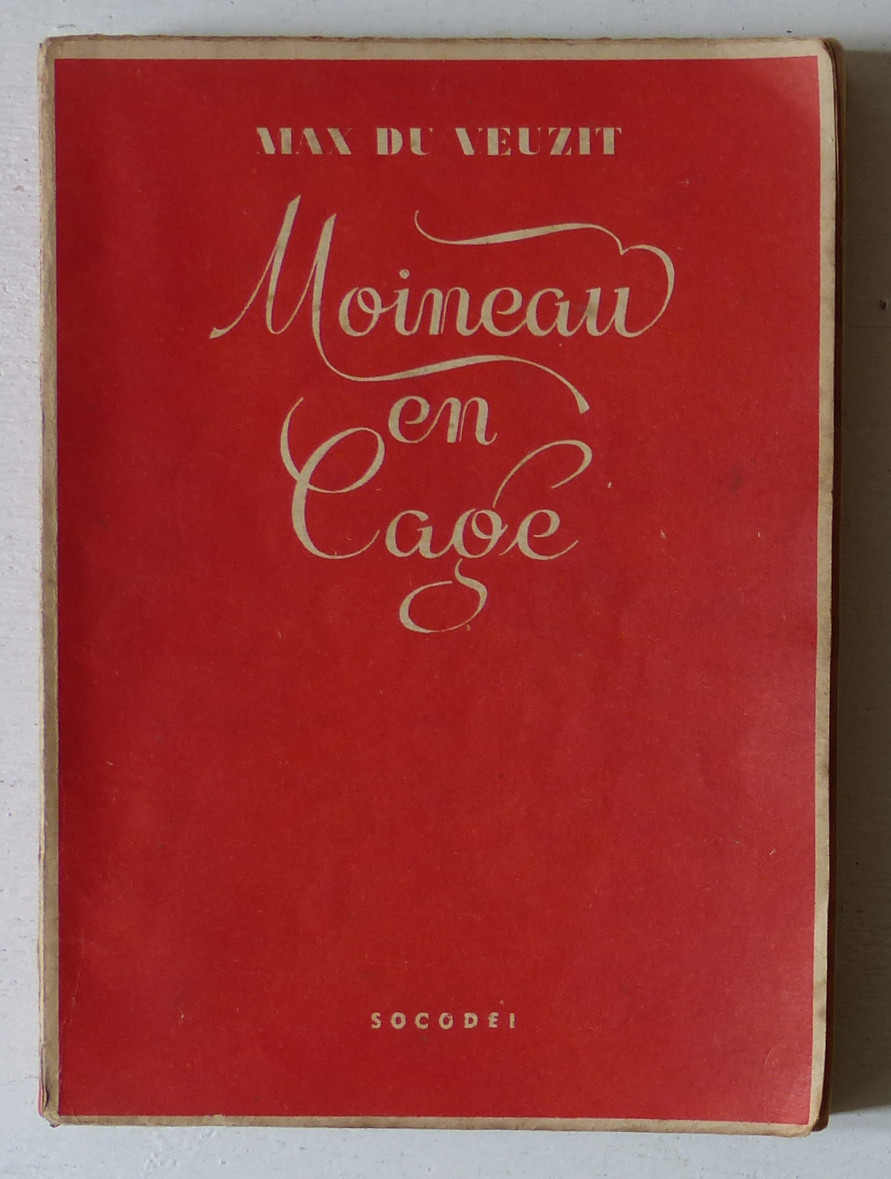 MAX DU VEUZIT
Moineau
en
Cage
SOCODEI